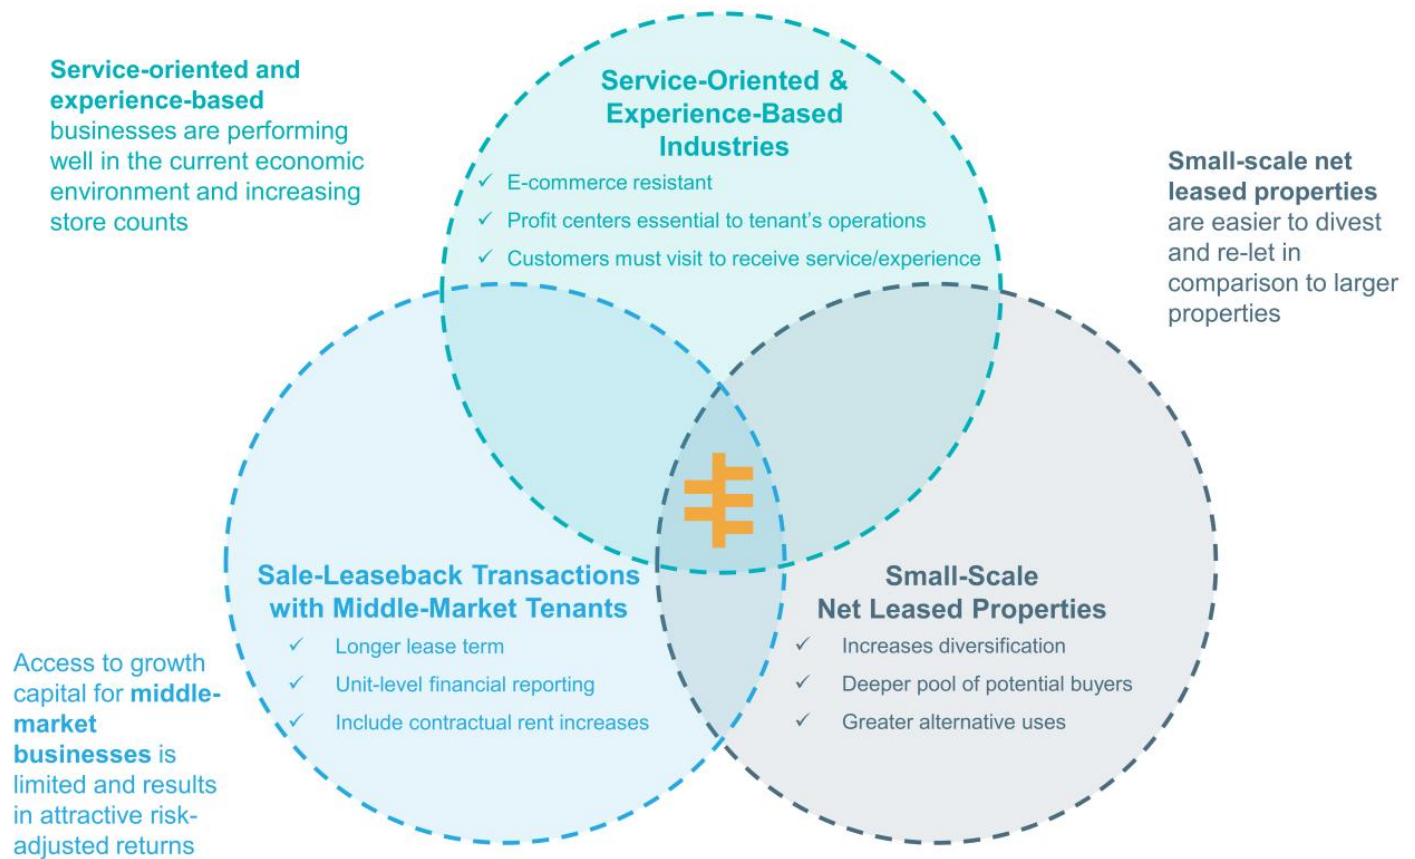 Service-oriented and
experience-based
businesses are performing
well in the current economic
environment and increasing
store counts
Service-Oriented &
Experience-Based
Industries
✓ E-commerce resistant
✓ Profit centers essential to tenant’s operations
✓ Customers must visit to receive service/experience
Small-scale net
leased properties
are easier to divest
and re-let in
comparison to larger
properties
Sale-Leaseback Transactions
with Middle-Market Tenants
✓ Longer lease term
✓ Unit-level financial reporting
✓ Include contractual rent increases
Small-Scale
Net Leased Properties
✓ Increases diversification
✓ Deeper pool of potential buyers
✓ Greater alternative uses
Access to growth
capital for middle-
market
businesses is
limited and results
in attractive risk-
adjusted returns